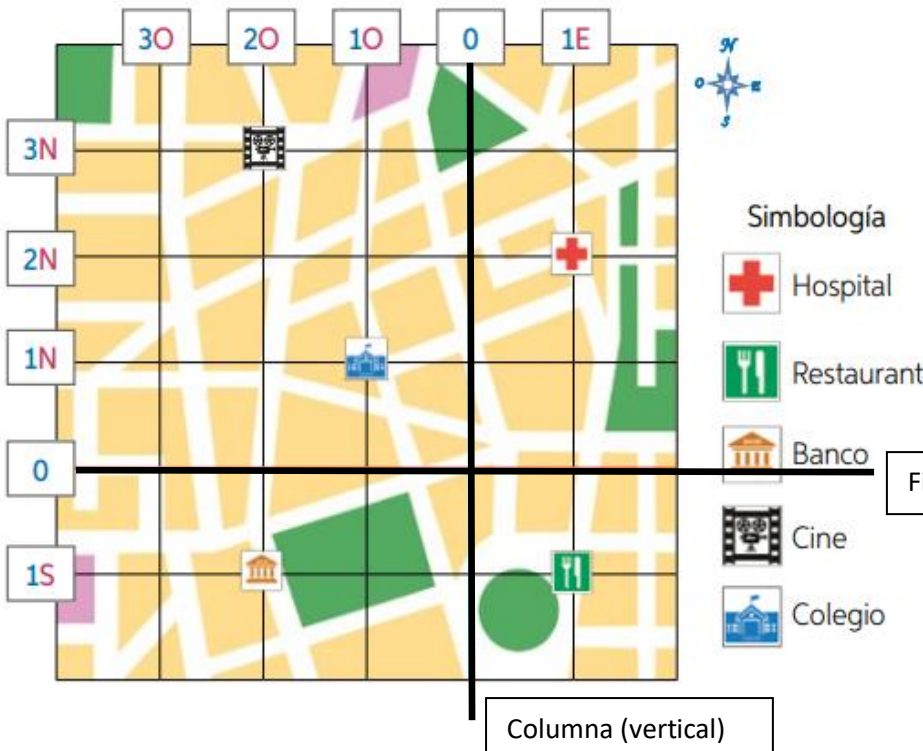 3O 2O 1O 0 1E
N
O E
S
3N
2N
1N
0
1S
Simbología
Hospital
Restaurant
Banco
Cine
Colegio
F
Columna (vertical)